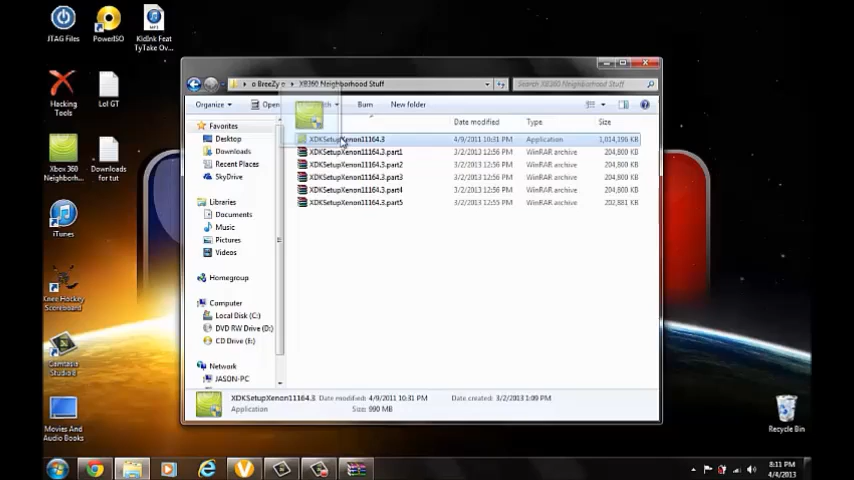 JTAG Files
PowerISO
KidInk Feat
TyTake Ov...
Hacking
Tools
Lol GT
Xbox 360
Neighborh...
Downloads
for tut
iTunes
Knee Hockey
Scoreboard
Camtasia
Studio 8
Movies And
Audio Books
Recycle Bin
o BreeZy o
XB360 Neighborhood Stuff
Search XB360 Neighborhood Stuff
Organize
Open
Burn
New folder
Date modified
Type
Size
Favorites
Desktop
Downloads
Recent Places
SkyDrive
Libraries
Documents
Music
Pictures
Videos
Homegroup
Computer
Local Disk (C:)
DVD RW Drive (D:)
CD Drive (E:)
Network
JASON-PC
XDKSetupXenon11164.3 4/9/2011 10:31 PM Application 1,014,196 KB
XDKSetupXenon11164.3.part1 3/2/2013 12:56 PM WinRAR archive 204,800 KB
XDKSetupXenon11164.3.part2 3/2/2013 12:56 PM WinRAR archive 204,800 KB
XDKSetupXenon11164.3.part3 3/2/2013 12:56 PM WinRAR archive 204,800 KB
XDKSetupXenon11164.3.part4 3/2/2013 12:56 PM WinRAR archive 204,800 KB
XDKSetupXenon11164.3.part5 3/2/2013 12:55 PM WinRAR archive 202,881 KB
XDKSetupXenon11164.3 Date modified: 4/9/2011 10:31 PM Date created: 3/2/2013 1:09 PM
Application Size: 990 MB
8:11 PM
4/4/2013